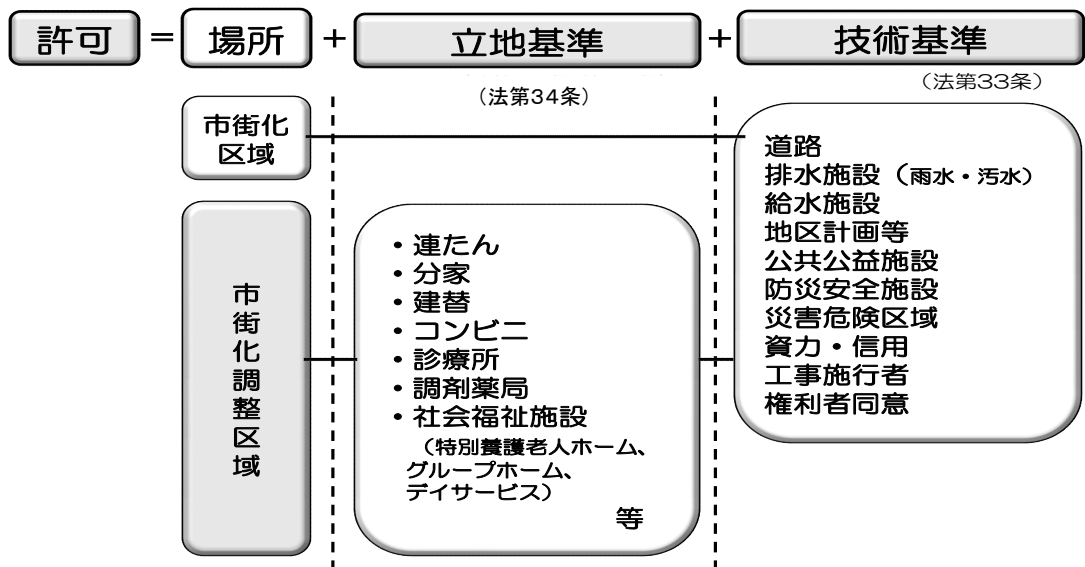 許可 = 場所 + 立地基準 + 技術基準
（法第34条）
（法第33条）
市街化
区域
市街化調整区域
・連たん
・分家
・建替
・コンビニ
・診療所
・調剤薬局
・社会福祉施設
（特別養護老人ホーム、
グループホーム、
デイサービス）
等
道路
排水施設（雨水・汚水）
給水施設
地区計画等
公共公益施設
防災安全施設
災害危険区域
資力・信用
工事施行者
権利者同意